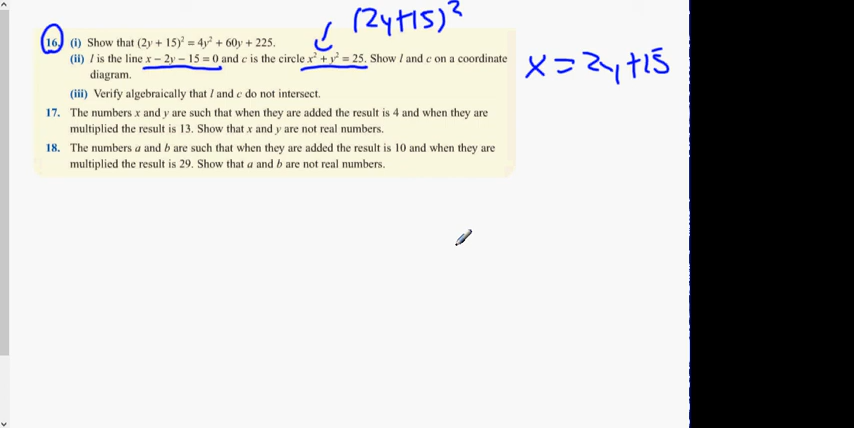 (2y+15)²
16. (i) Show that (2y + 15)² = 4y² + 60y + 225.
(ii) l is the line x − 2y − 15 = 0 and c is the circle x² + y² = 25. Show l and c on a coordinate
diagram.
x = 2y+15
(iii) Verify algebraically that l and c do not intersect.
17. The numbers x and y are such that when they are added the result is 4 and when they are
multiplied the result is 13. Show that x and y are not real numbers.
18. The numbers a and b are such that when they are added the result is 10 and when they are
multiplied the result is 29. Show that a and b are not real numbers.